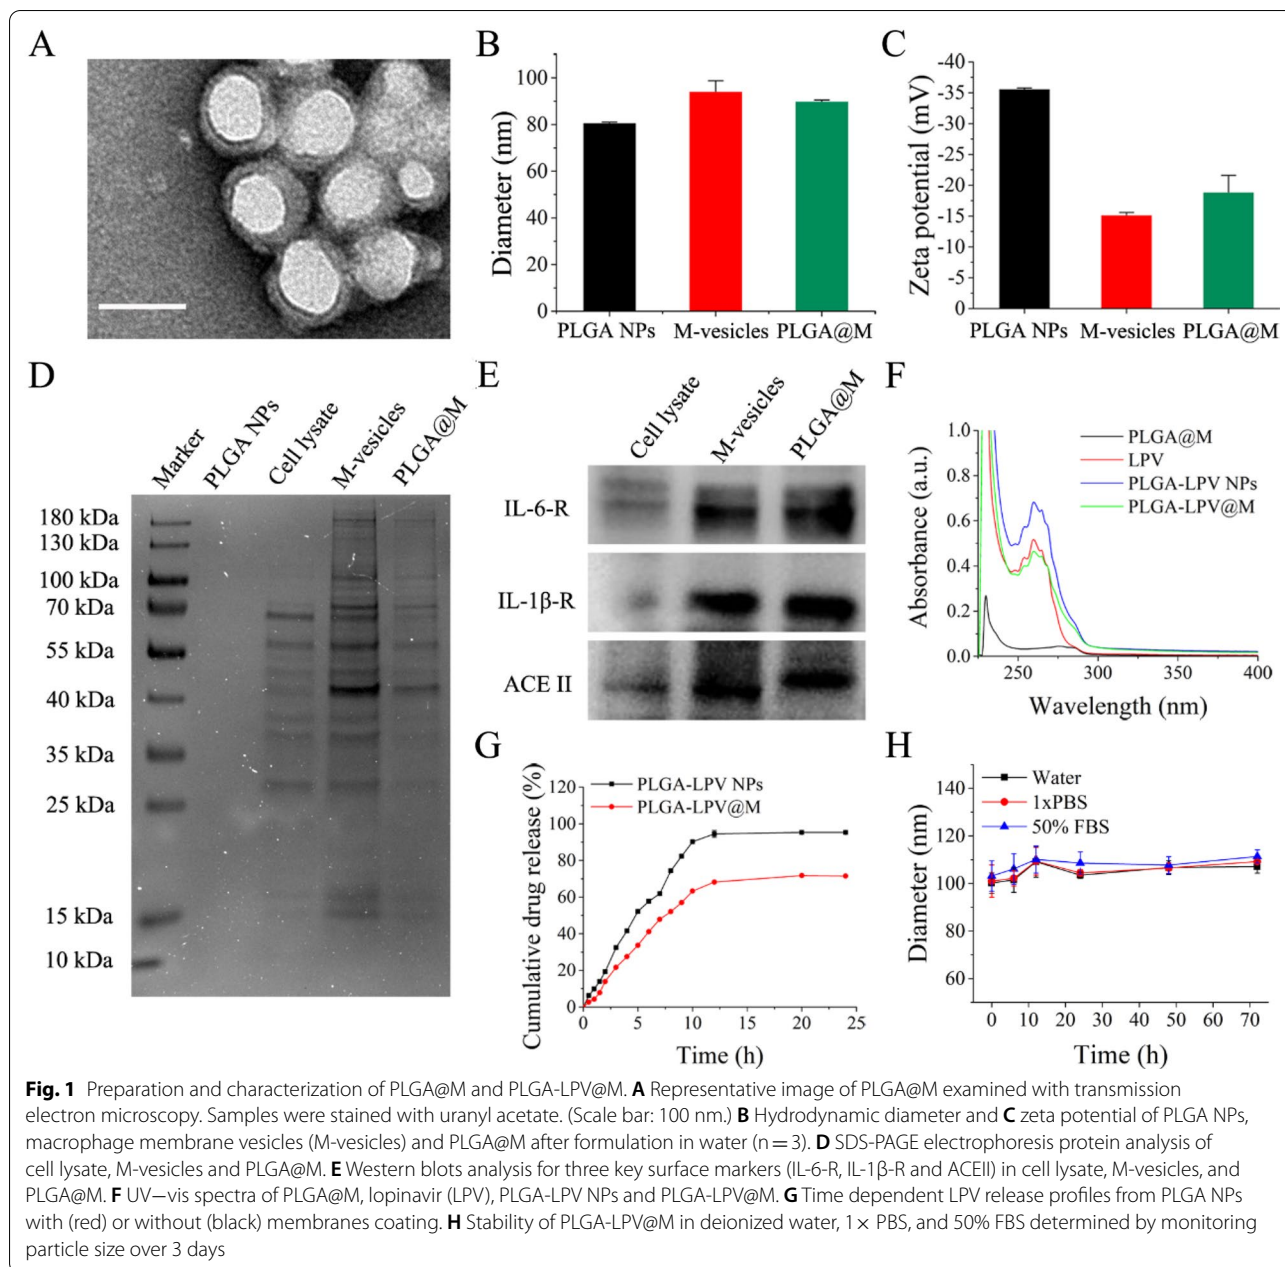 A
B
Diameter (nm)
100
80
60
40
20
0
PLGA NPs M-vesicles PLGA@M
C
Zeta potential (mV)
-40
-35
-30
-25
-20
-15
-10
-5
0
PLGA NPs M-vesicles PLGA@M
D
Marker
PLGA NPs
Cell lysate
M-vesicles
PLGA@M
180 kDa
130 kDa
100 kDa
70 kDa
55 kDa
40 kDa
35 kDa
25 kDa
15 kDa
10 kDa
E
Cell lysate
M-vesicles
PLGA@M
IL-6-R
IL-1β-R
ACE II
F
Absorbance (a.u.)
1.0
0.8
0.6
0.4
0.2
0.0
PLGA@M
LPV
PLGA-LPV NPs
PLGA-LPV@M
250 300 350 400
Wavelength (nm)
G
Cumulative drug release (%)
120
100
80
60
40
20
0
PLGA-LPV NPs
PLGA-LPV@M
0 5 10 15 20 25
Time (h)
H
Diameter (nm)
140
120
100
80
60
Water
1xPBS
50% FBS
0 10 20 30 40 50 60 70
Time (h)
Fig. 1 Preparation and characterization of PLGA@M and PLGA-LPV@M. A Representative image of PLGA@M examined with transmission
electron microscopy. Samples were stained with uranyl acetate. (Scale bar: 100 nm.) B Hydrodynamic diameter and C zeta potential of PLGA NPs,
macrophage membrane vesicles (M-vesicles) and PLGA@M after formulation in water (n = 3). D SDS-PAGE electrophoresis protein analysis of
cell lysate, M-vesicles and PLGA@M. E Western blots analysis for three key surface markers (IL-6-R, IL-1β-R and ACEII) in cell lysate, M-vesicles, and
PLGA@M. F UV–vis spectra of PLGA@M, lopinavir (LPV), PLGA-LPV NPs and PLGA-LPV@M. G Time dependent LPV release profiles from PLGA NPs
with (red) or without (black) membranes coating. H Stability of PLGA-LPV@M in deionized water, 1× PBS, and 50% FBS determined by monitoring
particle size over 3 days